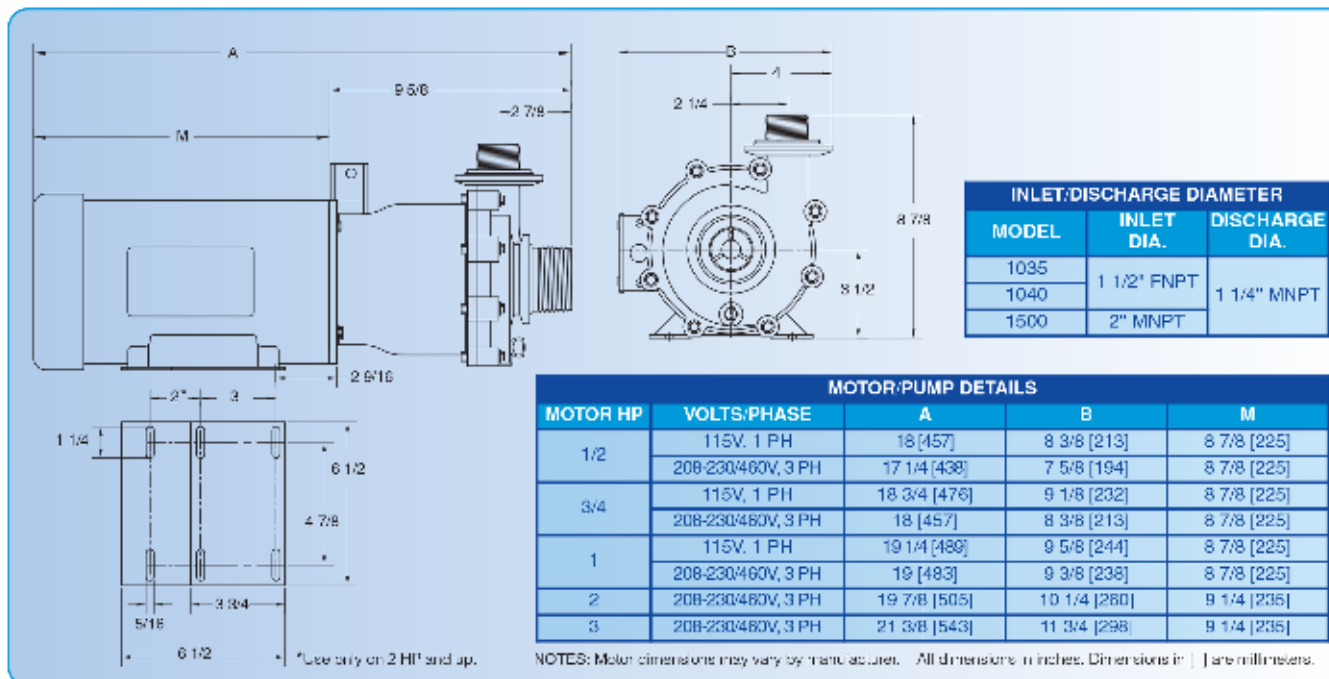 A
9 5/8
2 7/8
M
B
4
2 1/4
8 7/8
3 1/2
2 9/16
2*
3
1 1/4
6 1/2
4 7/8
3 3/4
5/16
6 1/2
*Use only on 2 HP and up.
INLET/DISCHARGE DIAMETER
MODEL INLET DIA. DISCHARGE DIA.
1035 1 1/2" FNPT 1 1/4" MNPT
1040
1500 2" MNPT
MOTOR/PUMP DETAILS
MOTOR HP VOLTS/PHASE A B M
1/2 115V, 1 PH 18 [457] 8 3/8 [213] 8 7/8 [225]
208-230/460V, 3 PH 17 1/4 [438] 7 5/8 [194] 8 7/8 [225]
3/4 115V, 1 PH 18 3/4 [476] 9 1/8 [232] 8 7/8 [225]
208-230/460V, 3 PH 18 [457] 8 3/8 [213] 8 7/8 [225]
1 115V, 1 PH 19 1/4 [489] 9 5/8 [244] 8 7/8 [225]
208-230/460V, 3 PH 19 [483] 9 3/8 [238] 8 7/8 [225]
2 208-230/460V, 3 PH 19 7/8 [505] 10 1/4 [260] 9 1/4 [235]
3 208-230/460V, 3 PH 21 3/8 [543] 11 3/4 [298] 9 1/4 [235]
NOTES: Motor dimensions may vary by manufacturer. All dimensions in inches. Dimensions in [ ] are millimeters.